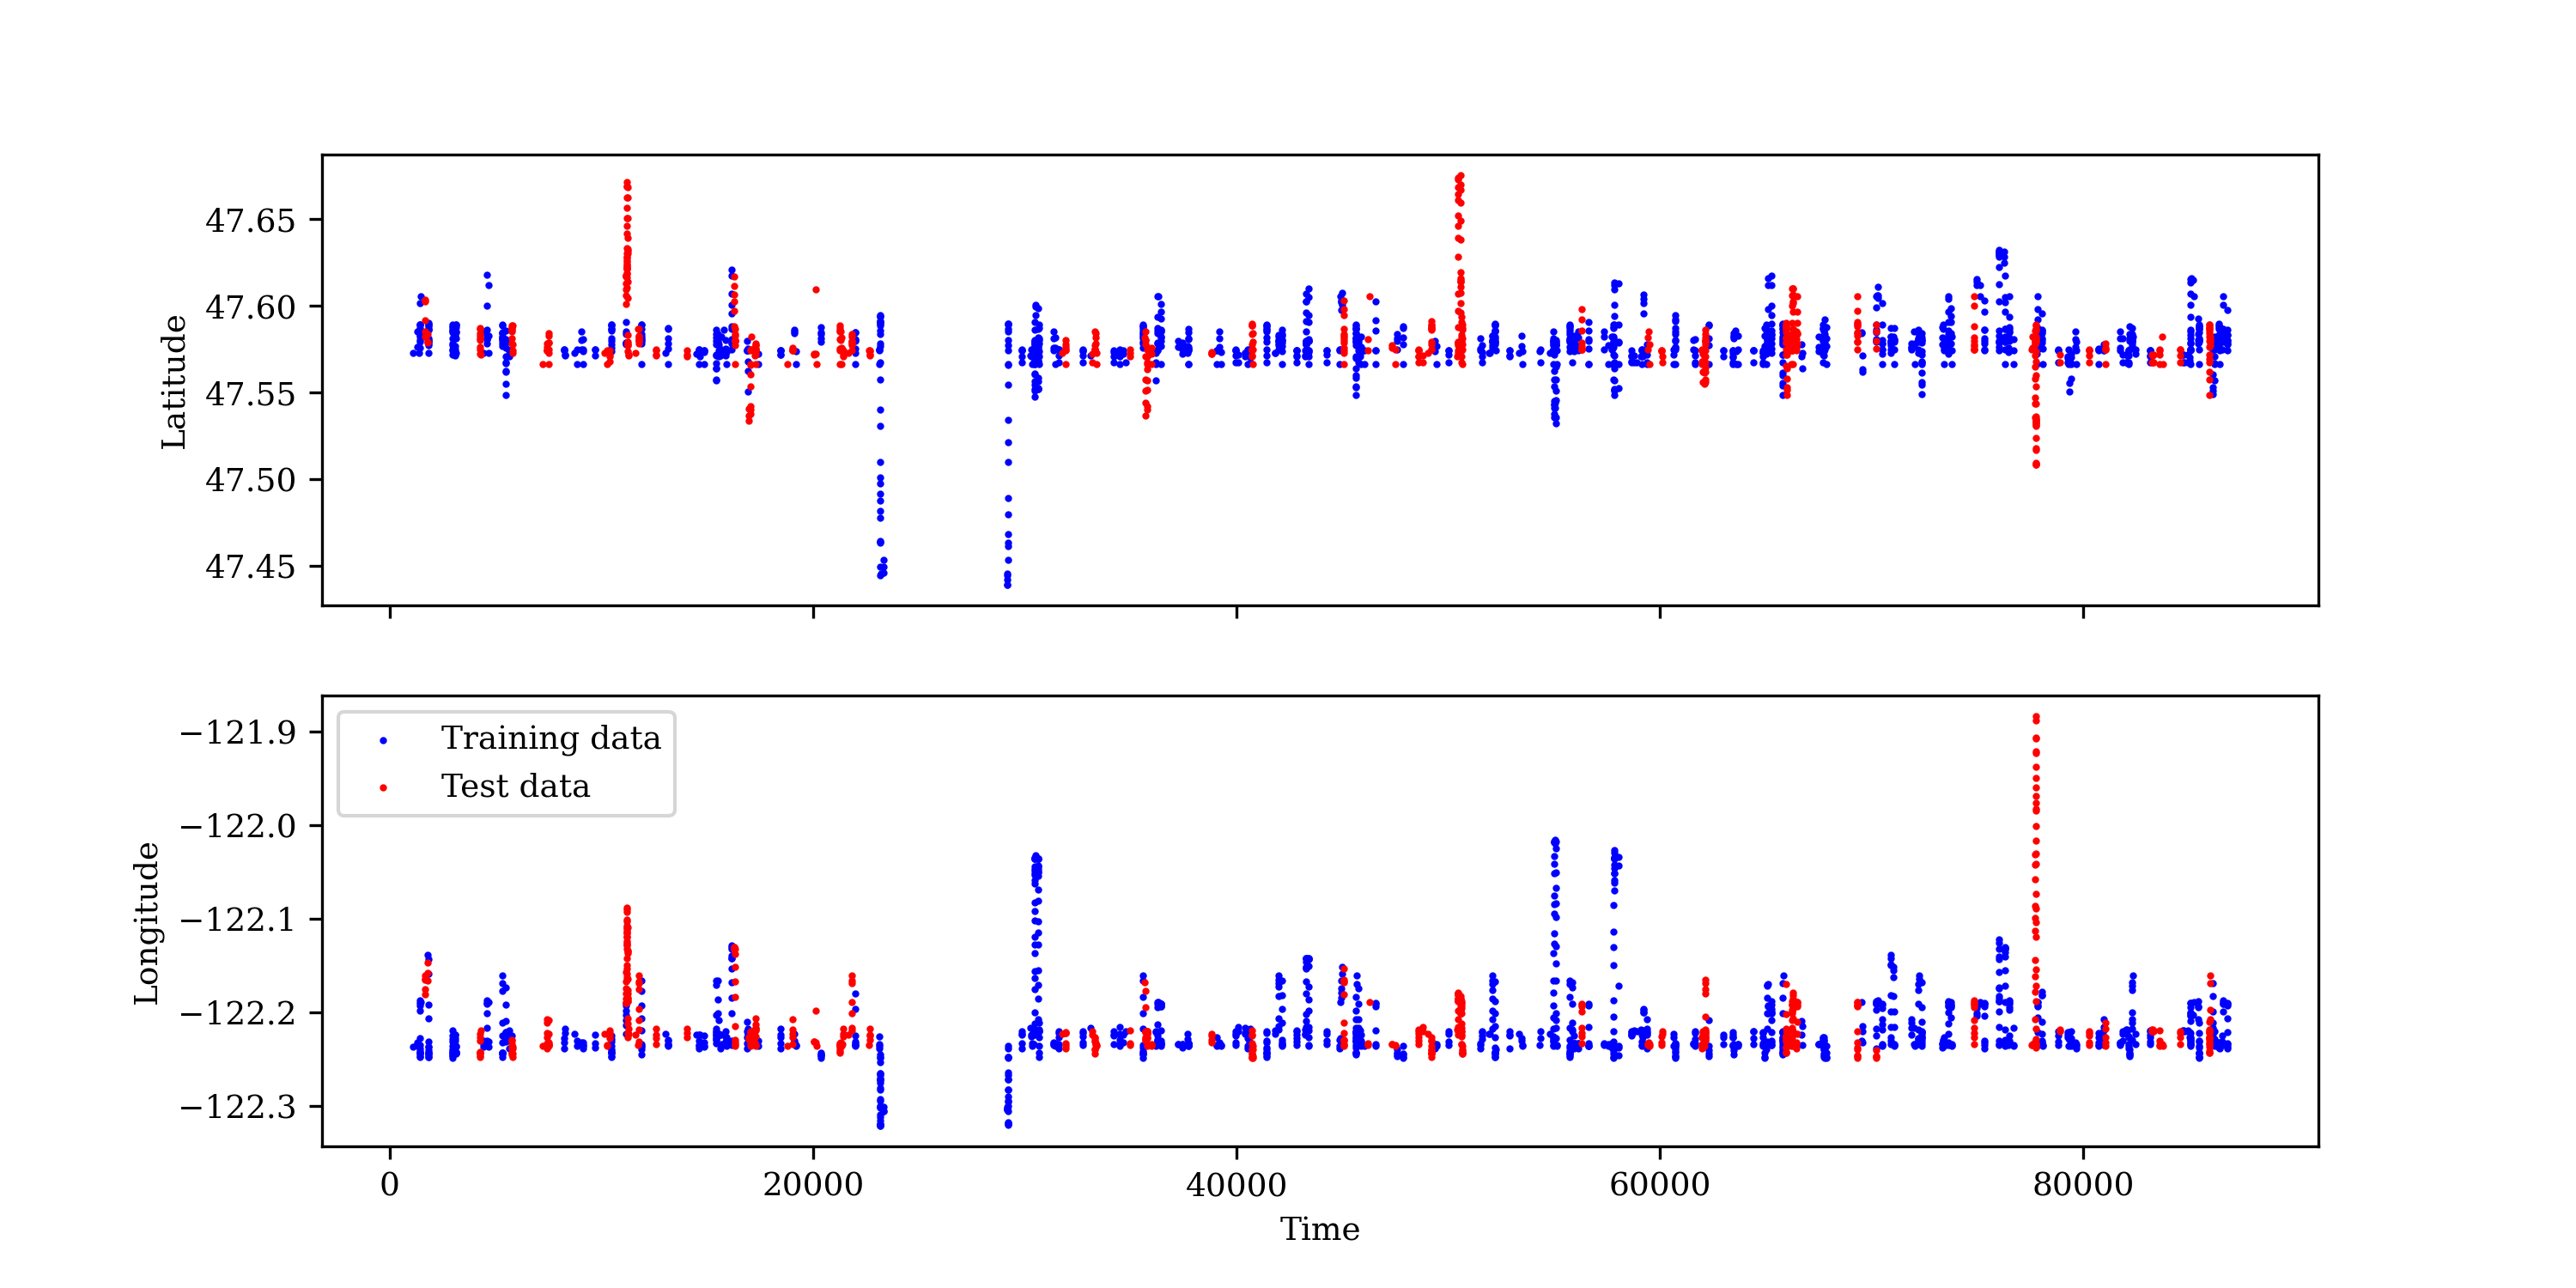 47.65
47.60
47.55
47.50
47.45
Latitude
−121.9
−122.0
−122.1
−122.2
−122.3
Longitude
Training data
Test data
0 20000 40000 60000 80000
Time